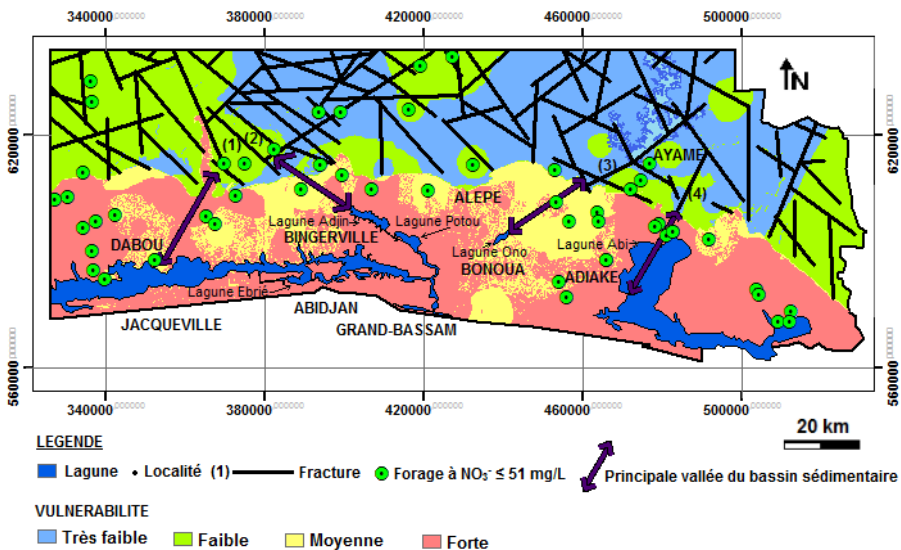 340000 380000 420000 460000 500000
N
620000 620000
(1) (2)
(3) AYAME
(4)
ALEPE
Lagune Adjin Lagune Potou
DABOU BINGERVILLE
Lagune Ono Lagune Abi
BONOUA ADIAKE
Lagune Ebrié
JACQUEVILLE ABIDJAN
GRAND-BASSAM
560000 560000
340000 380000 420000 460000 500000
20 km
LEGENDE
Lagune Localité (1) Fracture Forage à NO₃⁻ ≤ 51 mg/L Principale vallée du bassin sédimentaire
VULNERABILITE
Très faible Faible Moyenne Forte